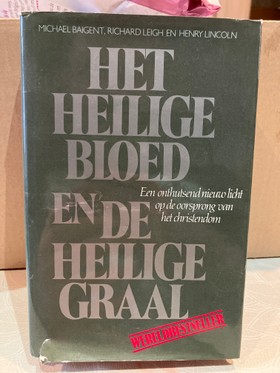 MICHAEL BAIGENT, RICHARD LEIGH EN HENRY LINCOLN
HET
HEILIGE
BLOED
EN DE
HEILIGE
GRAAL
Een onthutsend nieuw licht
op de oorsprong van
het christendom
WERELDBESTSELLER